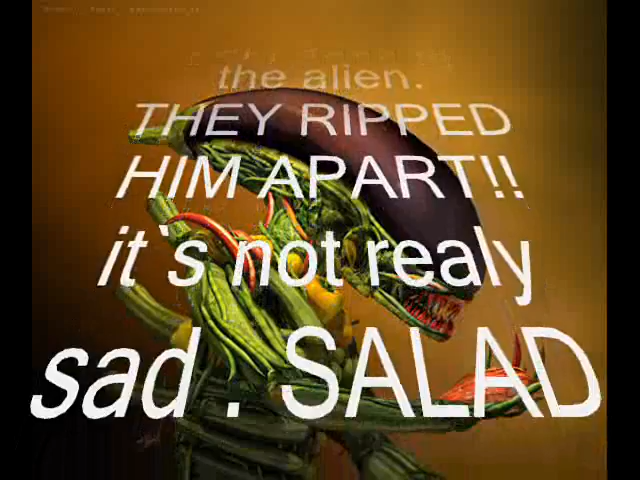 the alien.
THEY RIPPED
HIM APART!!
it's not realy
sad . SALAD